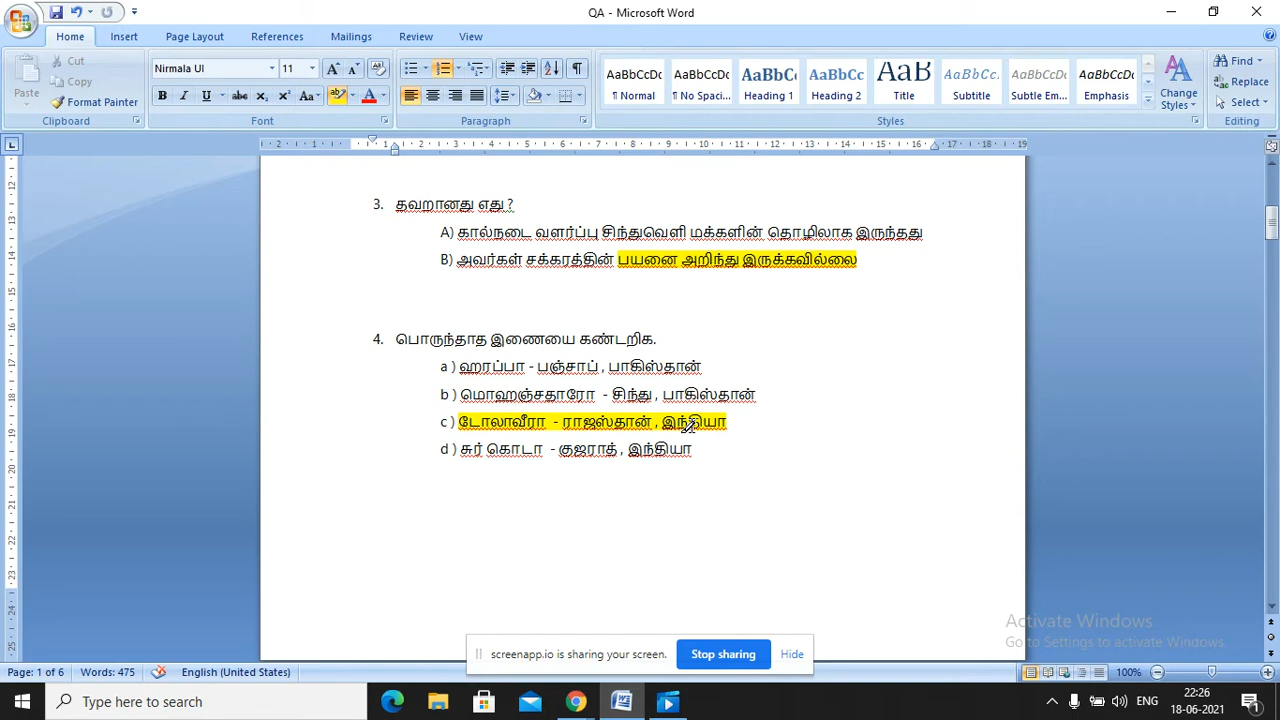 QA - Microsoft Word
Home Insert Page Layout References Mailings Review View
Paste
Cut
Copy
Format Painter
Clipboard
Nirmala UI 11
Font
Paragraph
AaBbCcDc AaBbCcDc AaBbCc AaBbCc AaB AaBbCc. AaBbCcDc AaBbCcDc
¶ Normal ¶ No Spaci... Heading 1 Heading 2 Title Subtitle Subtle Em... Emphasis
Change Styles
Styles
Find
Replace
Select
Editing
3. தவறானது எது ?
A) கால்நடை வளர்ப்பு சிந்துவெளி மக்களின் தொழிலாக இருந்தது
B) அவர்கள் சக்கரத்தின் பயனை அறிந்து இருக்கவில்லை
4. பொருந்தாத இணையை கண்டறிக.
a ) ஹரப்பா - பஞ்சாப் , பாகிஸ்தான்
b ) மொஹஞ்சதாரோ - சிந்து , பாகிஸ்தான்
c ) டோலாவீரா - ராஜஸ்தான் , இந்தியா
d ) சுர் கொடா - குஜராத் , இந்தியா
Activate Windows
Go to Settings to activate Windows.
screenapp.io is sharing your screen. Stop sharing Hide
Page: 1 of 6 Words: 475 English (United States) 100%
Type here to search
ENG 22:26
18-06-2021